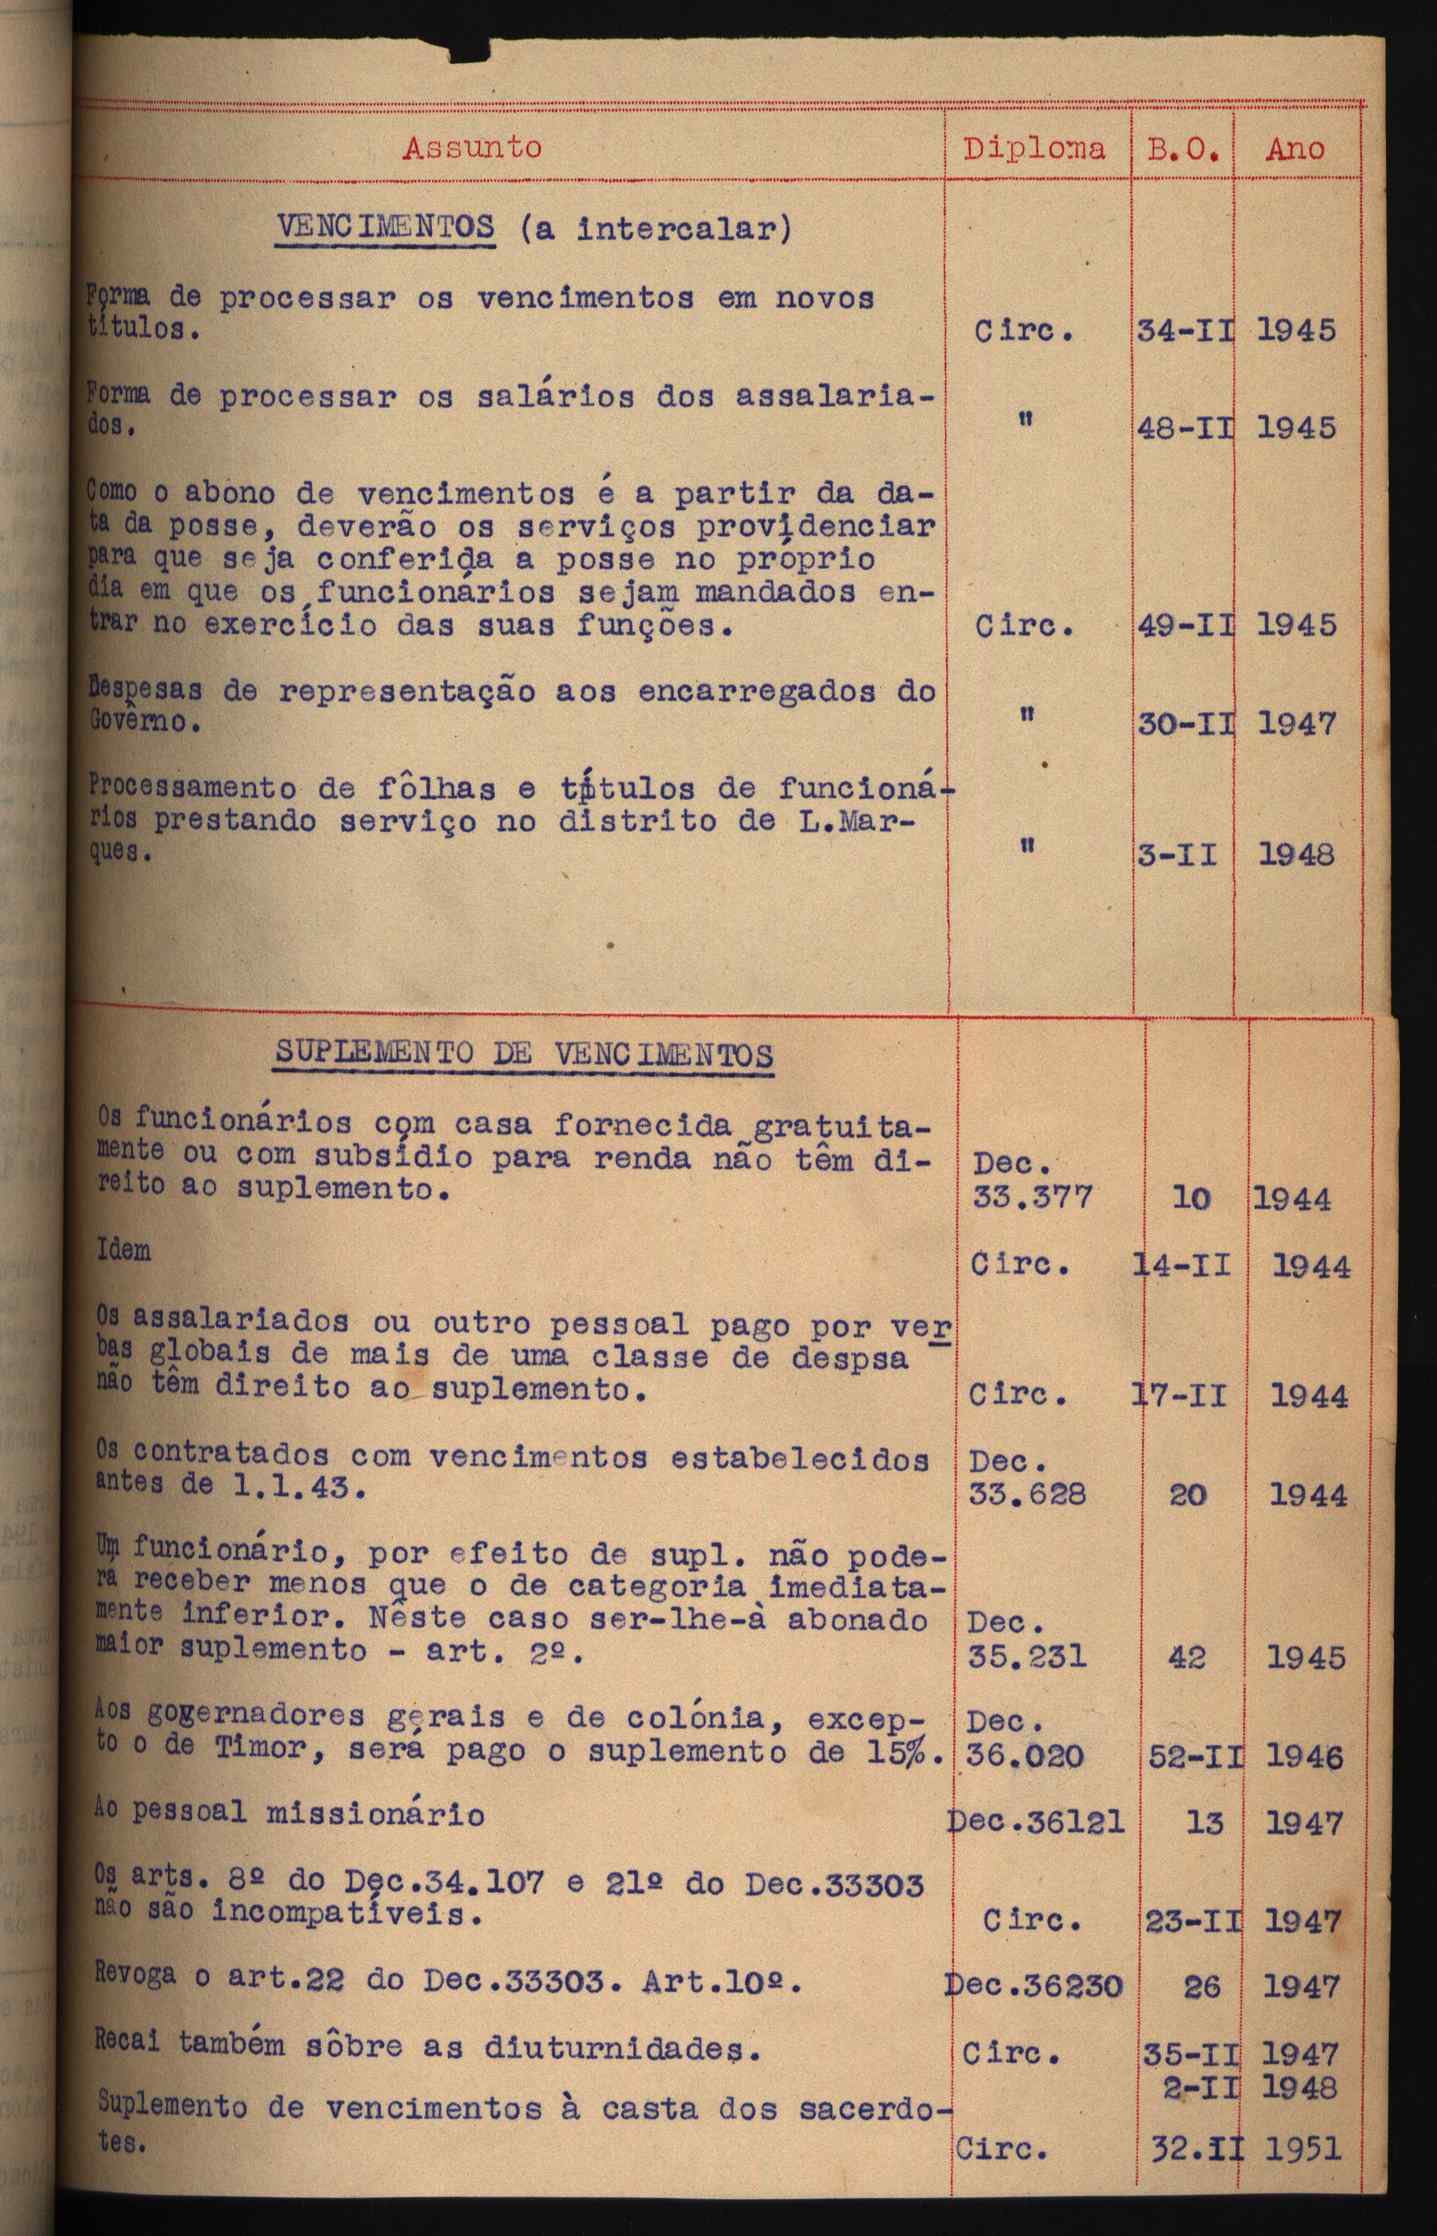 Assunto Diploma B.O. Ano
VENCIMENTOS (a intercalar)
Forma de processar os vencimentos em novos
títulos. Circ. 34-II 1945
Forma de processar os salários dos assalaria-
dos. " 48-II 1945
Como o abono de vencimentos é a partir da da-
ta da posse, deverão os serviços providenciar
para que seja conferida a posse no próprio
dia em que os funcionários sejam mandados en-
trar no exercício das suas funções. Circ. 49-II 1945
Despesas de representação aos encarregados do
Govêrno. " 30-II 1947
Processamento de fôlhas e títulos de funcioná-
rios prestando serviço no distrito de L.Mar-
ques. " 3-II 1948
SUPLEMENTO DE VENCIMENTOS
Os funcionários com casa fornecida gratuita-
mente ou com subsídio para renda não têm di- Dec.
reito ao suplemento. 33.377 10 1944
Idem Circ. 14-II 1944
Os assalariados ou outro pessoal pago por ver
bas globais de mais de uma classe de despsa
não têm direito ao suplemento. Circ. 17-II 1944
Os contratados com vencimentos estabelecidos Dec.
antes de 1.1.43. 33.628 20 1944
Um funcionário, por efeito de supl. não pode-
rá receber menos que o de categoria imediata-
mente inferior. Nêste caso ser-lhe-à abonado Dec.
maior suplemento - art. 2º. 35.231 42 1945
Aos governadores gerais e de colónia, excep- Dec.
to o de Timor, será pago o suplemento de 15%. 36.020 52-II 1946
Ao pessoal missionário Dec.36121 13 1947
Os arts. 8º do Dec.34.107 e 21º do Dec.33303
não são incompatíveis. Circ. 23-II 1947
Revoga o art.22 do Dec.33303. Art.10º. Dec.36230 26 1947
Recai também sôbre as diuturnidades. Circ. 35-II 1947
2-II 1948
Suplemento de vencimentos à casta dos sacerdo-
tes. Circ. 32.II 1951